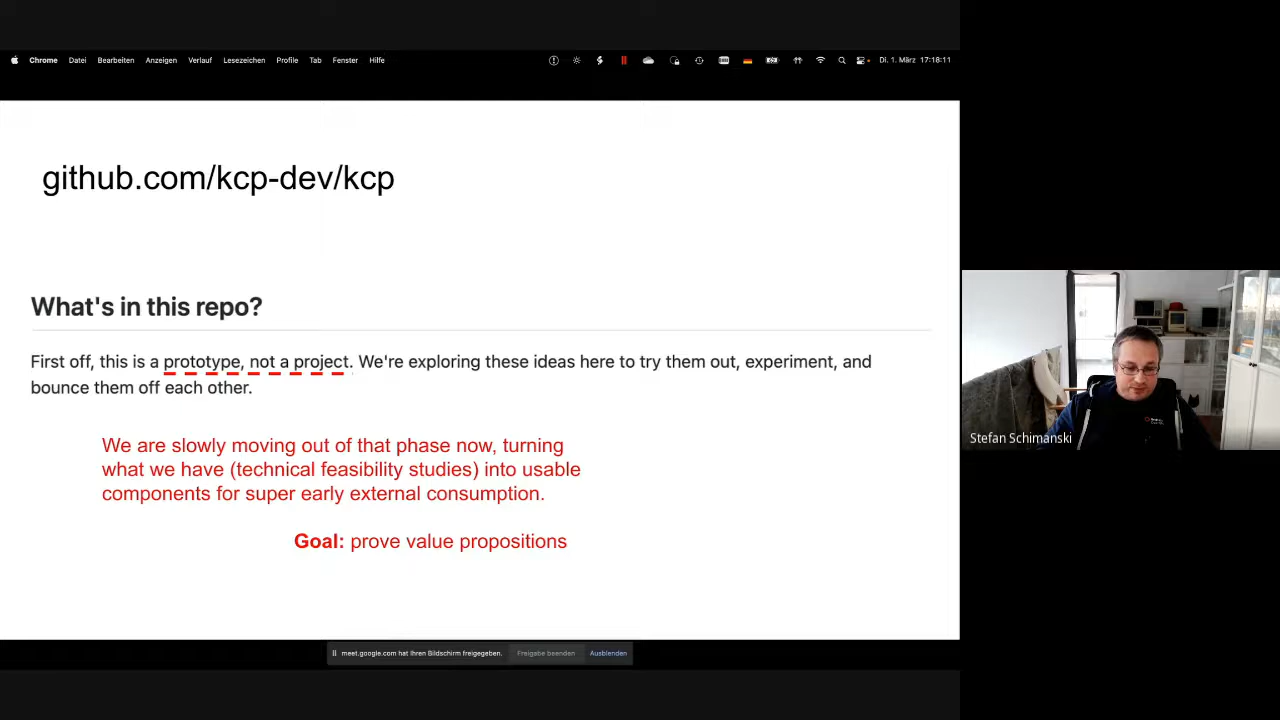 Chrome Datei Bearbeiten Anzeigen Verlauf Lesezeichen Profile Tab Fenster Hilfe Di. 1. März 17:18:11
github.com/kcp-dev/kcp
What's in this repo?
First off, this is a prototype, not a project. We're exploring these ideas here to try them out, experiment, and
bounce them off each other.
We are slowly moving out of that phase now, turning
what we have (technical feasibility studies) into usable
components for super early external consumption.
Goal: prove value propositions
Stefan Schimanski
meet.google.com hat Ihren Bildschirm freigegeben. Freigabe beenden Ausblenden